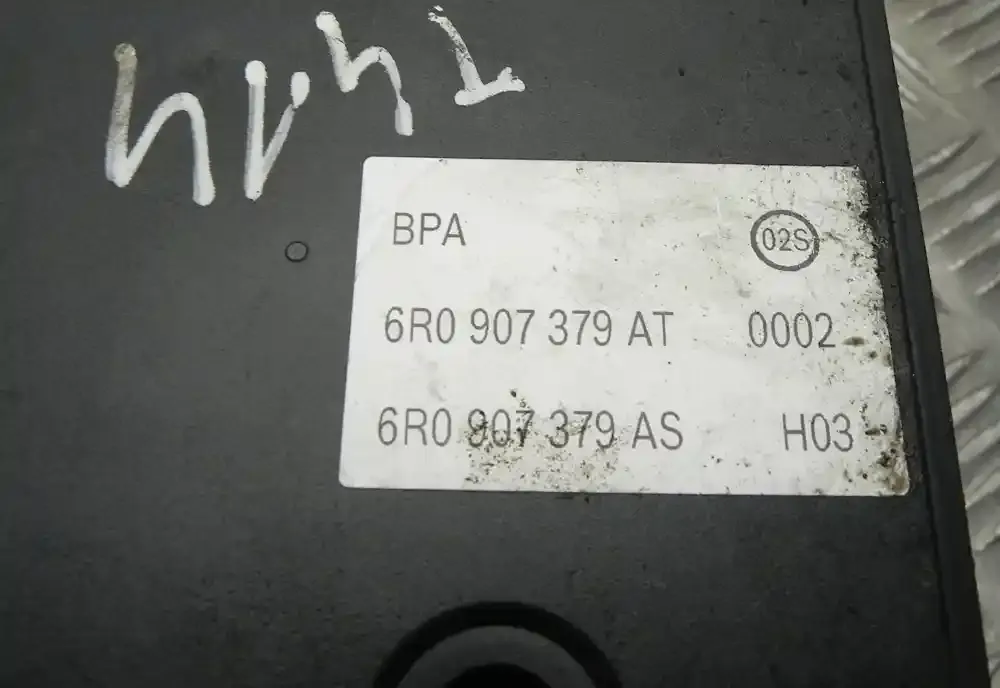 BPA 02S
6R0 907 379 AT 0002
6R0 907 379 AS H03